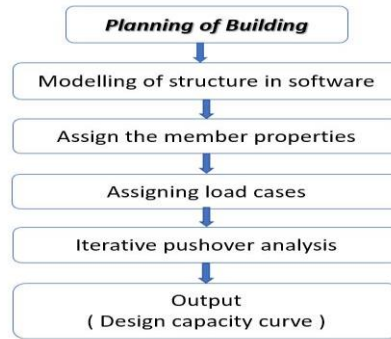 Planning of Building
Modelling of structure in software
Assign the member properties
Assigning load cases
Iterative pushover analysis
Output
( Design capacity curve )